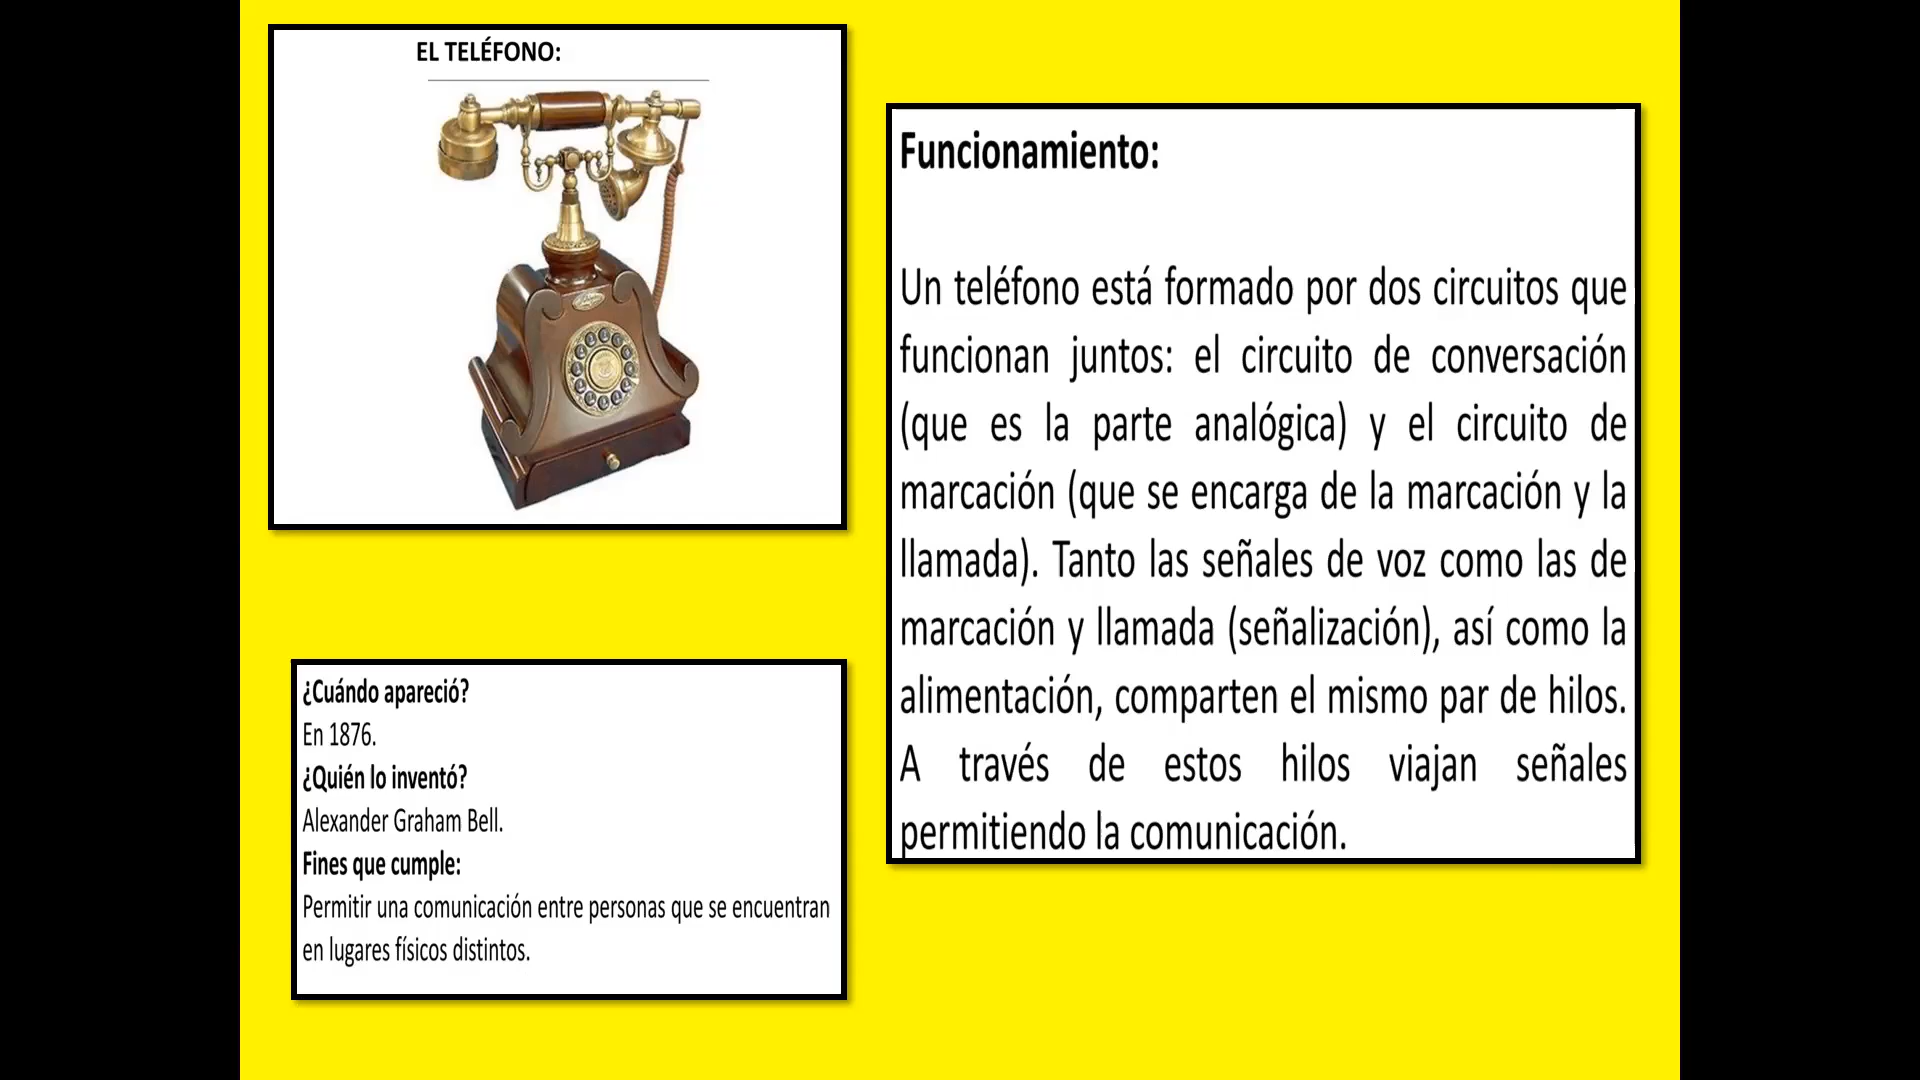 EL TELÉFONO:
¿Cuándo apareció?
En 1876.
¿Quién lo inventó?
Alexander Graham Bell.
Fines que cumple:
Permitir una comunicación entre personas que se encuentran
en lugares físicos distintos.
Funcionamiento:
Un teléfono está formado por dos circuitos que
funcionan juntos: el circuito de conversación
(que es la parte analógica) y el circuito de
marcación (que se encarga de la marcación y la
llamada). Tanto las señales de voz como las de
marcación y llamada (señalización), así como la
alimentación, comparten el mismo par de hilos.
A través de estos hilos viajan señales
permitiendo la comunicación.